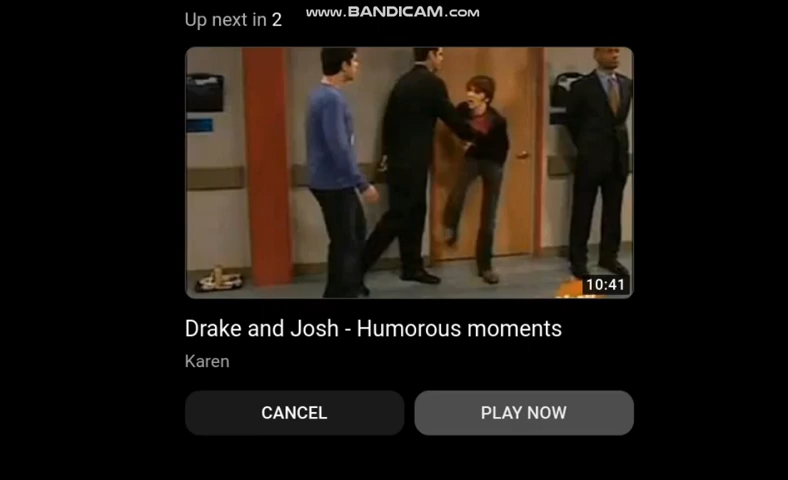 www.BANDICAM.com
Up next in 2
10:41
Drake and Josh - Humorous moments
Karen
CANCEL
PLAY NOW